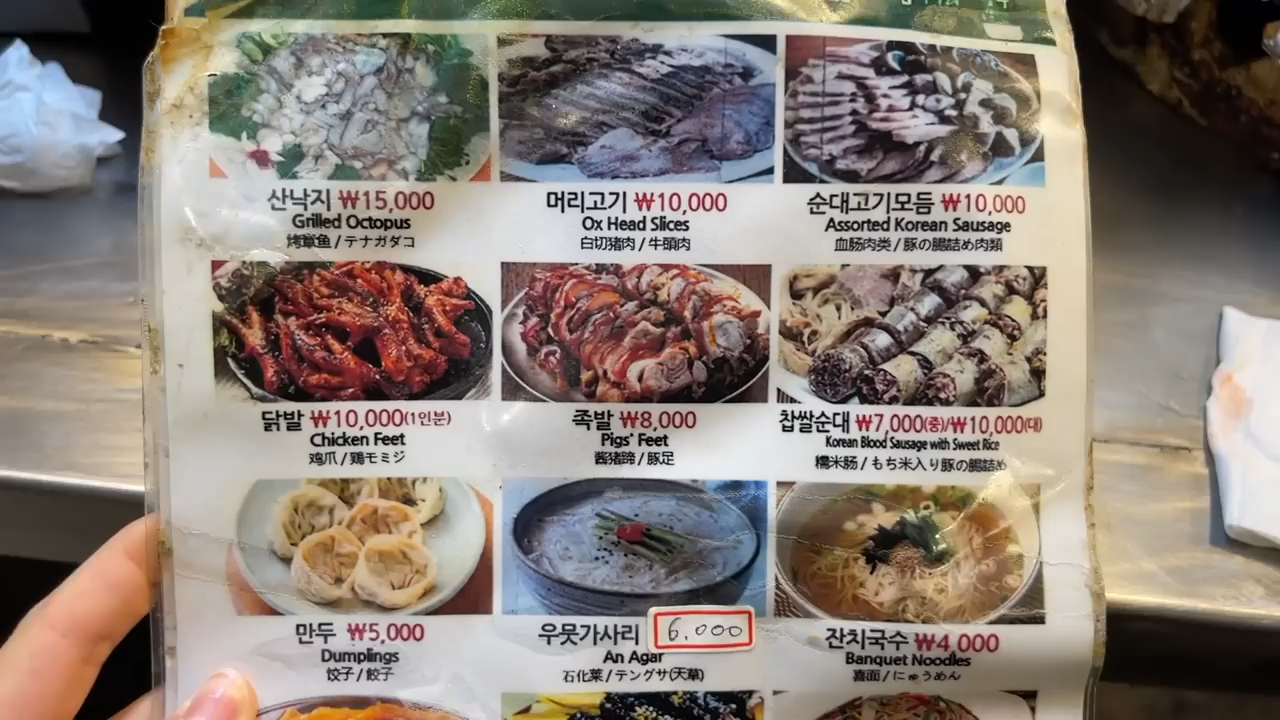 산낙지 ₩15,000
Grilled Octopus
烤章鱼 / テナガダコ
머리고기 ₩10,000
Ox Head Slices
白切猪肉 / 牛頭肉
순대고기모듬 ₩10,000
Assorted Korean Sausage
血肠肉类 / 豚の腸詰め肉類
닭발 ₩10,000(1인분)
Chicken Feet
鸡爪 / 鶏モミジ
족발 ₩8,000
Pigs' Feet
酱猪蹄 / 豚足
찹쌀순대 ₩7,000(중)/₩10,000(대)
Korean Blood Sausage with Sweet Rice
糯米肠 / もち米入り豚の腸詰め
만두 ₩5,000
Dumplings
饺子 / 餃子
우뭇가사리 6.000
An Agar
石化菜 / テングサ(天草)
잔치국수 ₩4,000
Banquet Noodles
喜面 / にゅうめん